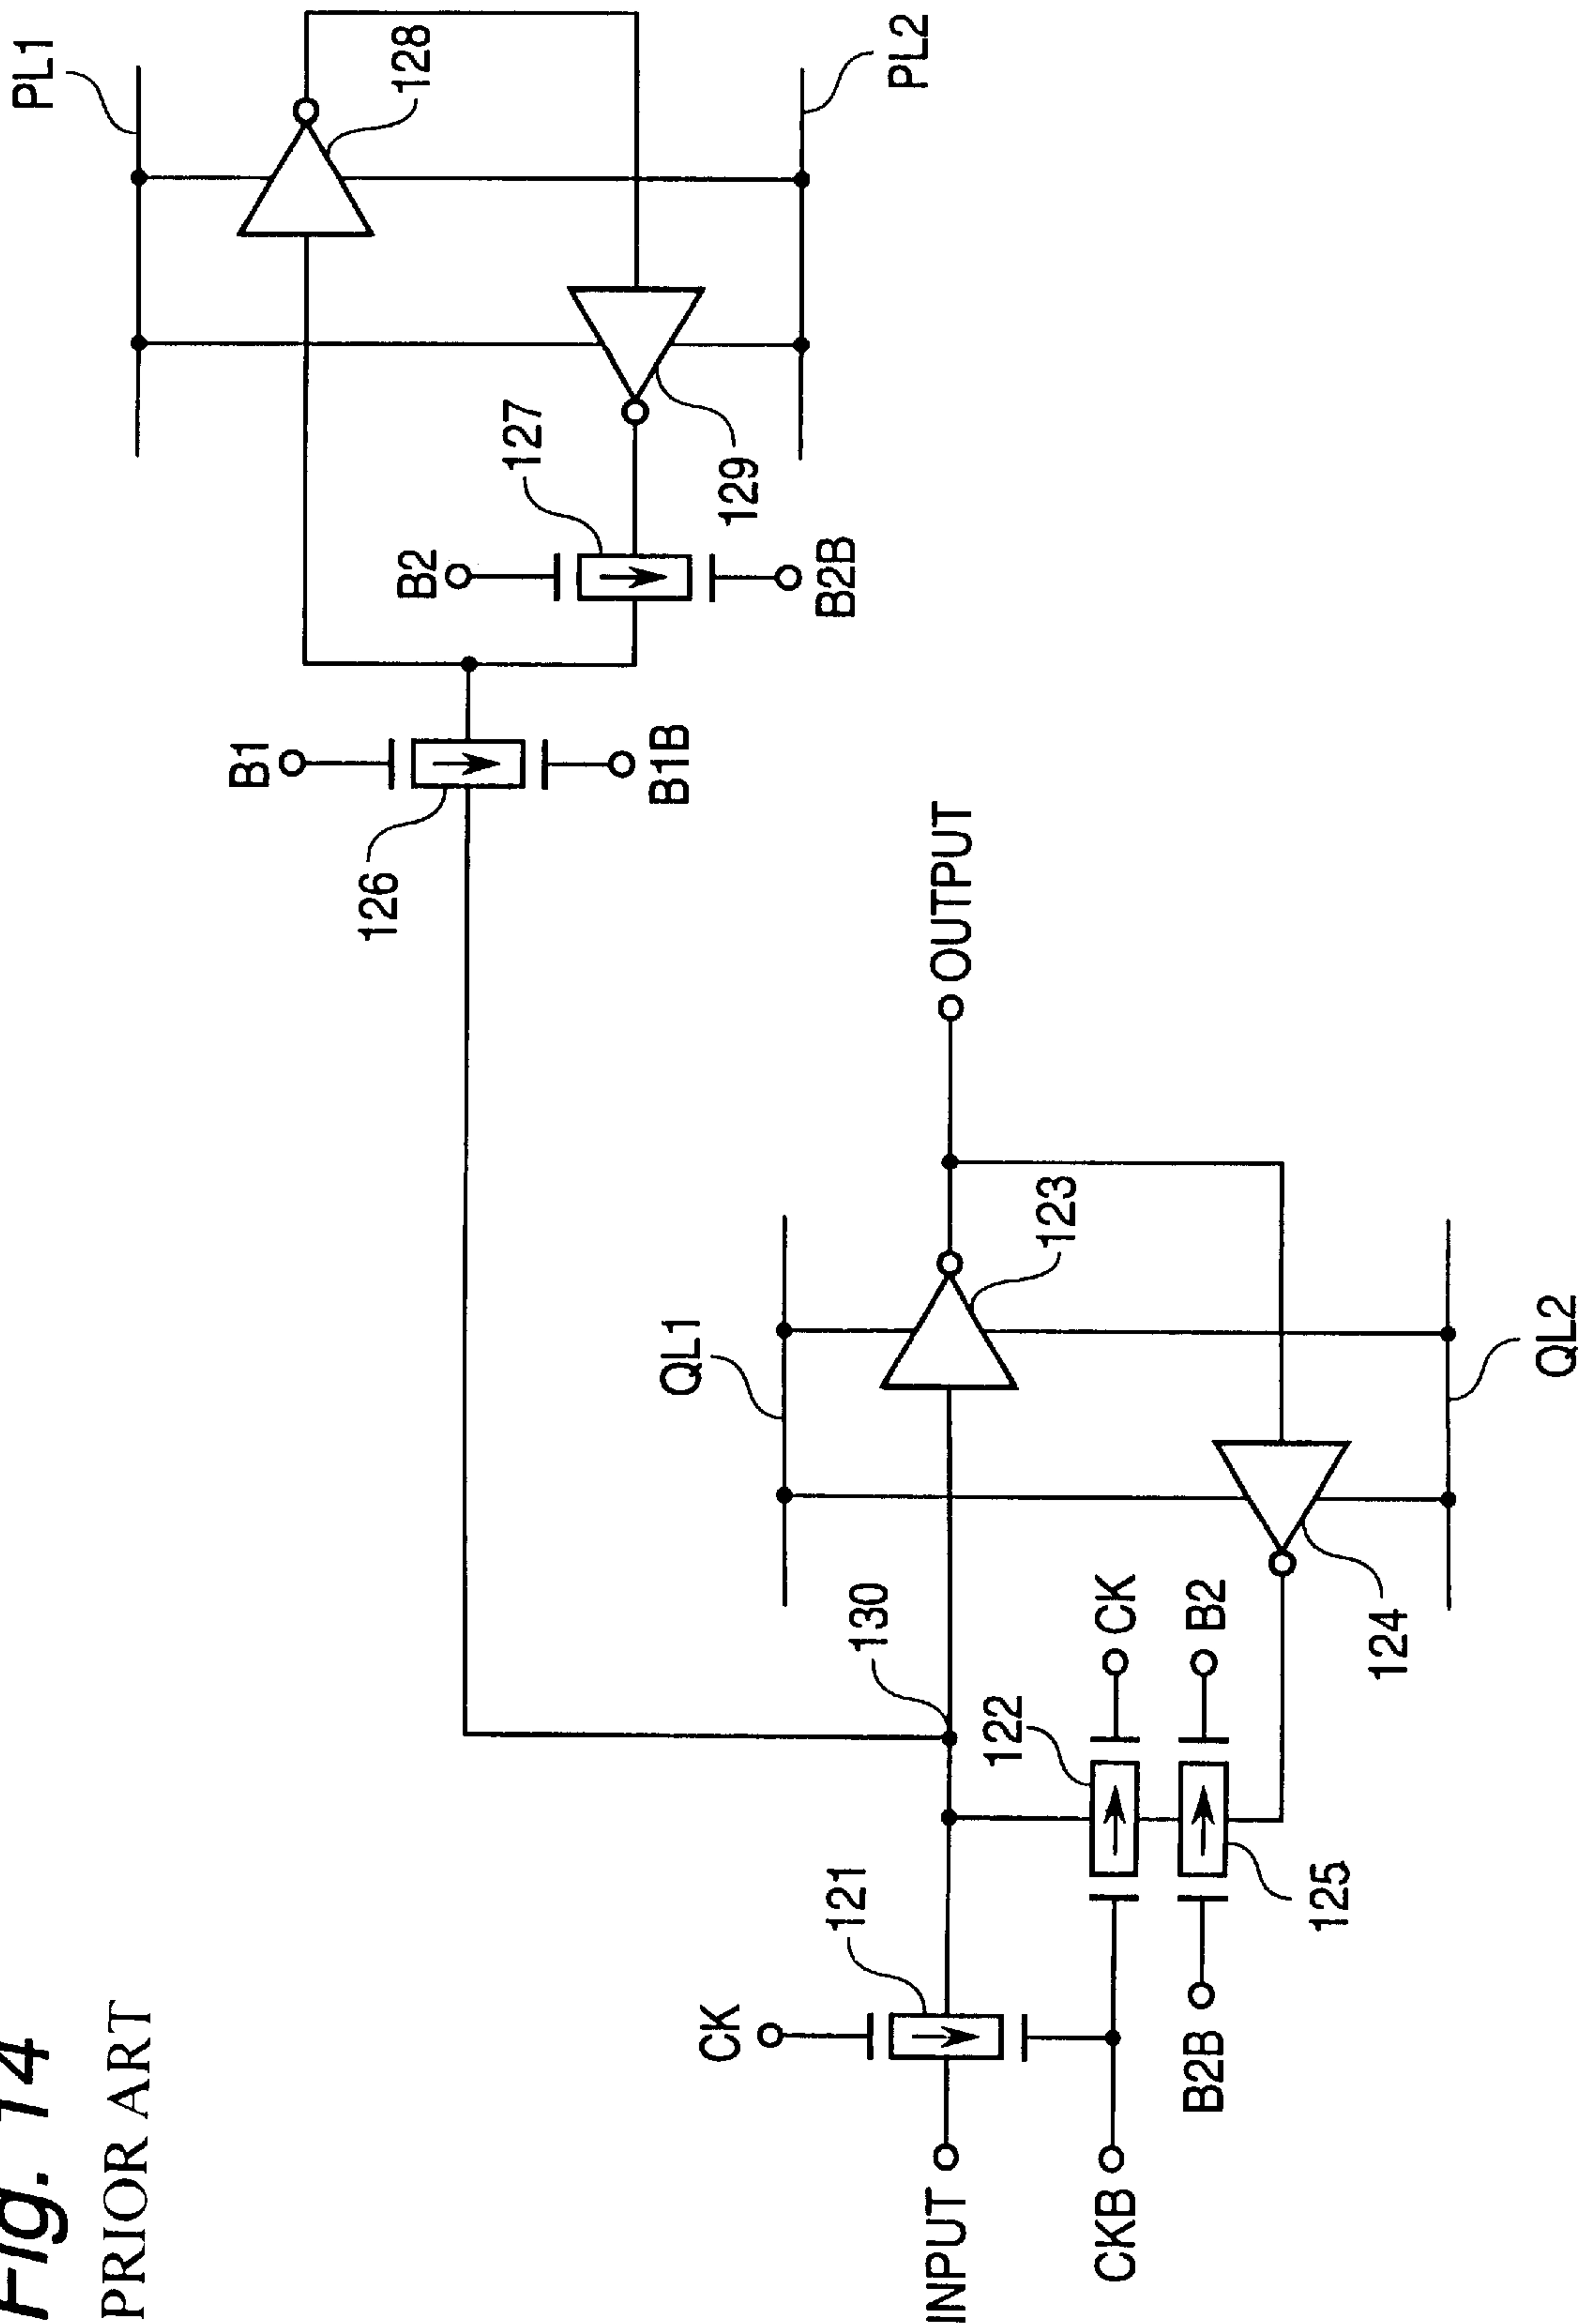 Fig. 14
PRIOR ART
PL1
128
PL2
B2
127
129
B2B
B1
126
B1B
OUTPUT
QL1
123
QL2
130
CK
122
B2
124
121
125
CK
B2B
INPUT
CKB